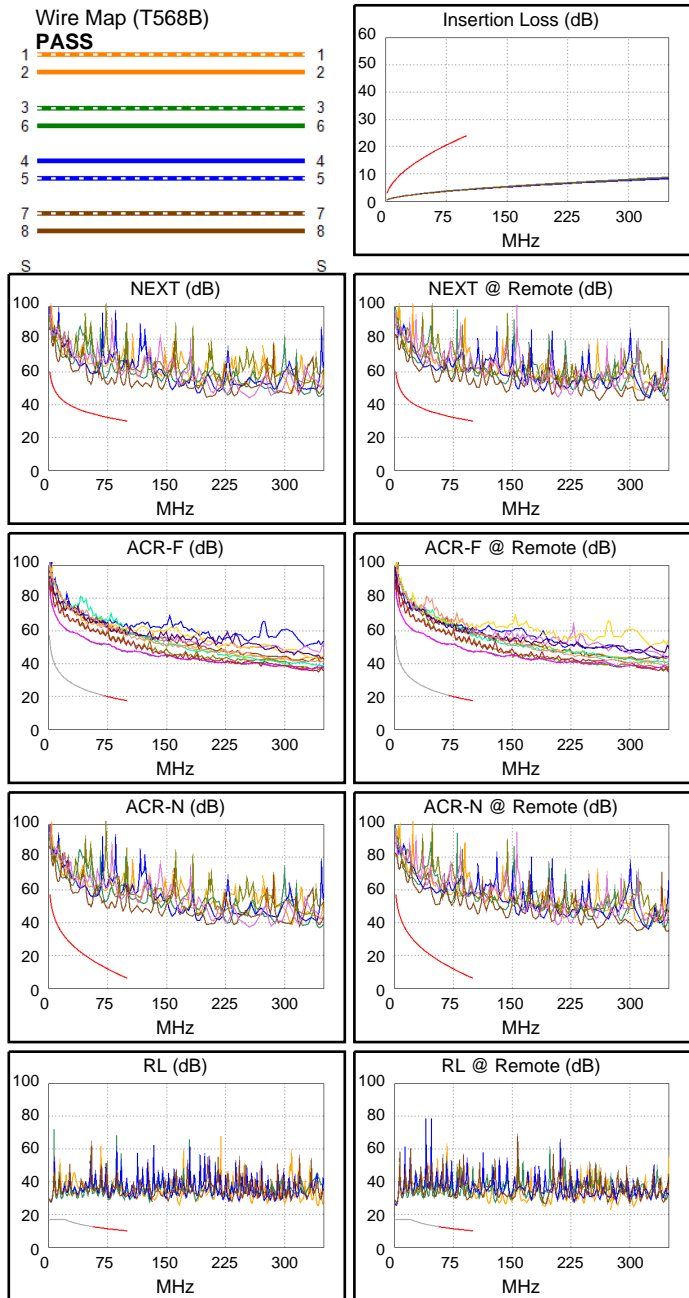 Wire Map (T568B)
PASS
1 1
2 2
3 3
6 6
4 4
5 5
7 7
8 8
S S
Insertion Loss (dB)
60
50
40
30
20
10
0
0 75 150 225 300
MHz
NEXT (dB)
100
80
60
40
20
0
0 75 150 225 300
MHz
NEXT @ Remote (dB)
100
80
60
40
20
0
0 75 150 225 300
MHz
ACR-F (dB)
100
80
60
40
20
0
0 75 150 225 300
MHz
ACR-F @ Remote (dB)
100
80
60
40
20
0
0 75 150 225 300
MHz
ACR-N (dB)
100
80
60
40
20
0
0 75 150 225 300
MHz
ACR-N @ Remote (dB)
100
80
60
40
20
0
0 75 150 225 300
MHz
RL (dB)
100
80
60
40
20
0
0 75 150 225 300
MHz
RL @ Remote (dB)
100
80
60
40
20
0
0 75 150 225 300
MHz